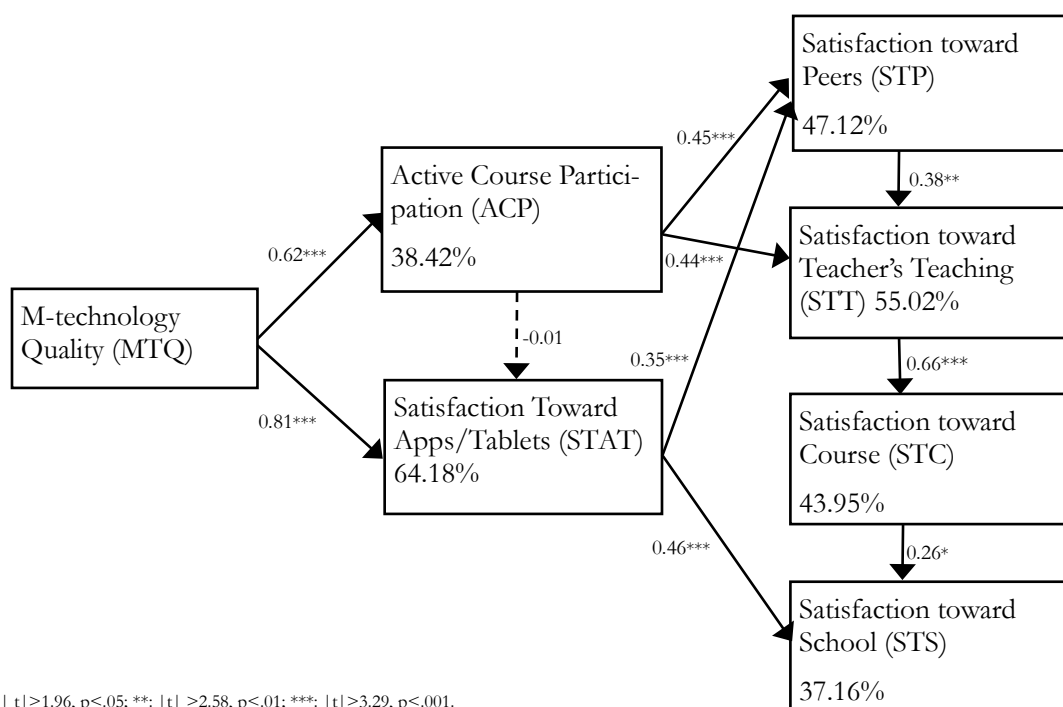 M-technology
Quality (MTQ)
0.62***
0.81***
Active Course Partici-
pation (ACP)
38.42%
-0.01
Satisfaction Toward
Apps/Tablets (STAT)
64.18%
0.45***
0.44***
0.35***
0.46***
Satisfaction toward
Peers (STP)
47.12%
0.38**
Satisfaction toward
Teacher's Teaching
(STT) 55.02%
0.66***
Satisfaction toward
Course (STC)
43.95%
0.26*
Satisfaction toward
School (STS)
37.16%
| t|>1.96, p<.05; **: |t| >2.58, p<.01; ***: |t|>3.29, p<.001.